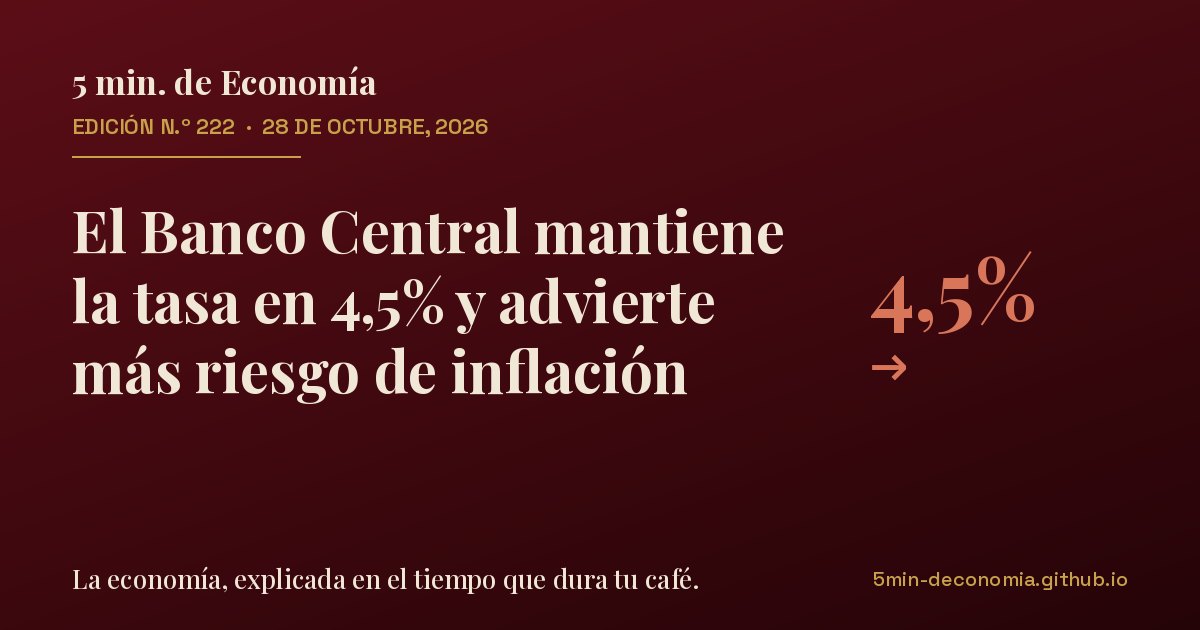 5 min. de Economía
EDICIÓN N.º 222 · 28 DE OCTUBRE, 2026
El Banco Central mantiene
la tasa en 4,5% y advierte
más riesgo de inflación
4,5%
→
La economía, explicada en el tiempo que dura tu café.
5min-deconomia.github.io